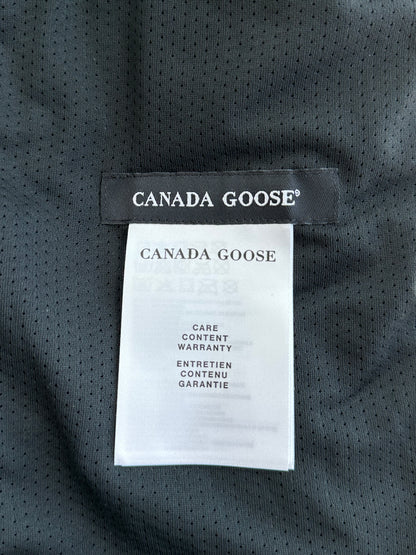 CANADA GOOSE®
CANADA GOOSE
CARE
CONTENT
WARRANTY
ENTRETIEN
CONTENU
GARANTIE